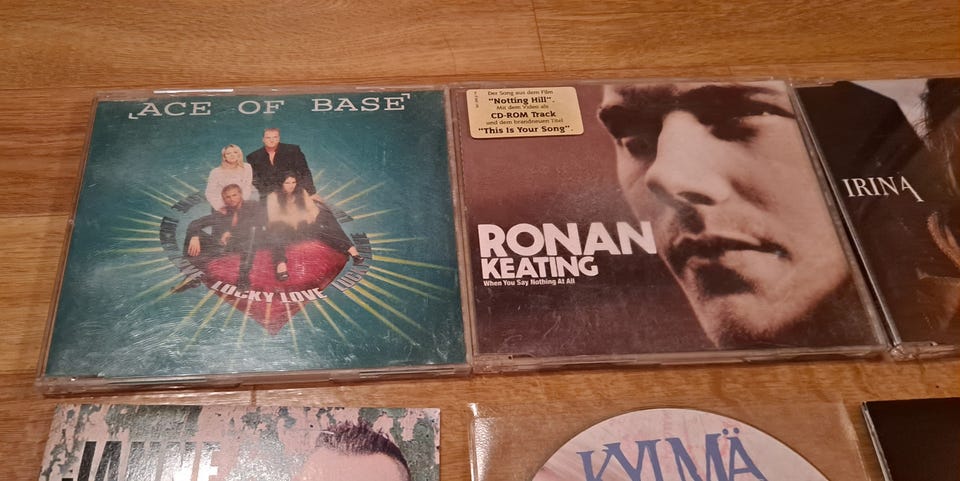 ACE OF BASE
LUCKY LOVE
Der Song aus dem Film
"Notting Hill".
Mit dem Video als
CD-ROM Track
und dem brandneuen Titel
"This Is Your Song".
RONAN
KEATING
When You Say Nothing At All
IRINA
KYLMÄ